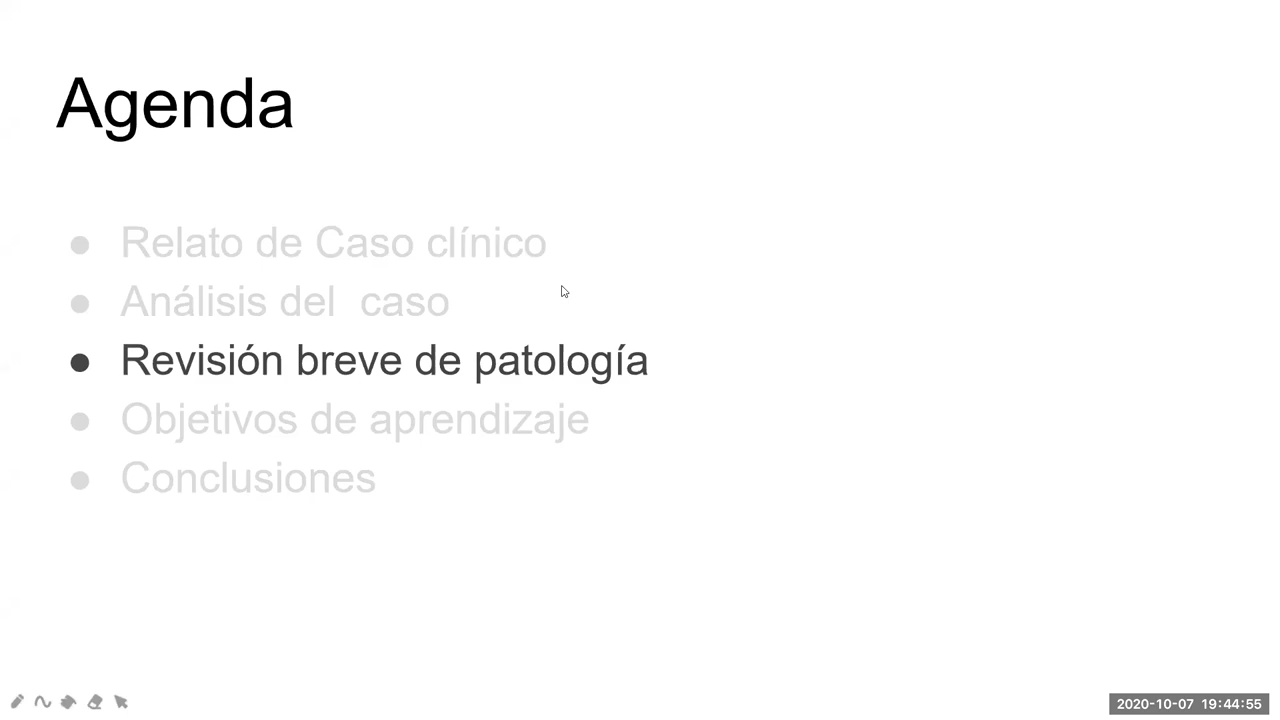 Agenda
● Relato de Caso clínico
● Análisis del  caso
● Revisión breve de patología
● Objetivos de aprendizaje
● Conclusiones
2020-10-07 19:44:55